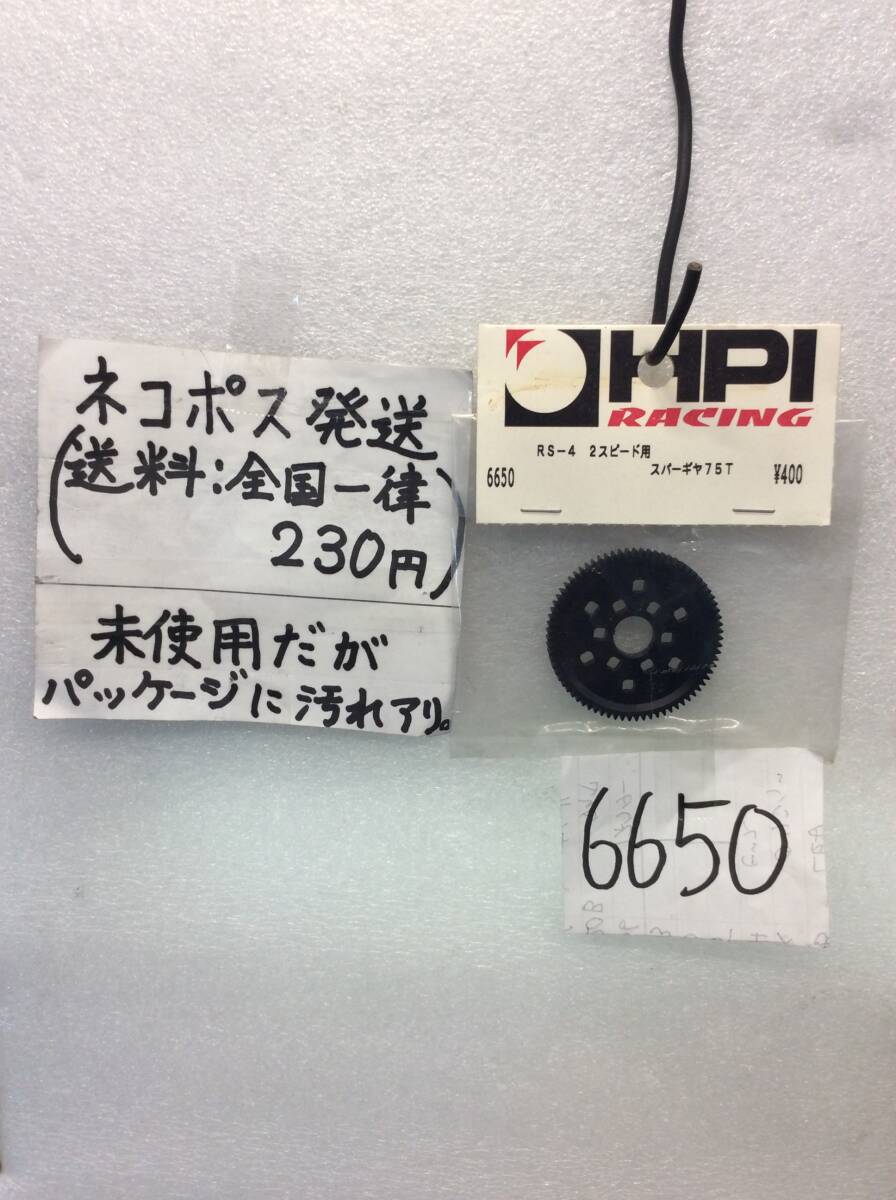 ネコポス発送
(送料:全国一律
230円)
未使用だが
パッケージに汚れアリ。
HPI
RACING
RS-4 2スピード用
6650 スパーギヤ75T ¥400
6650